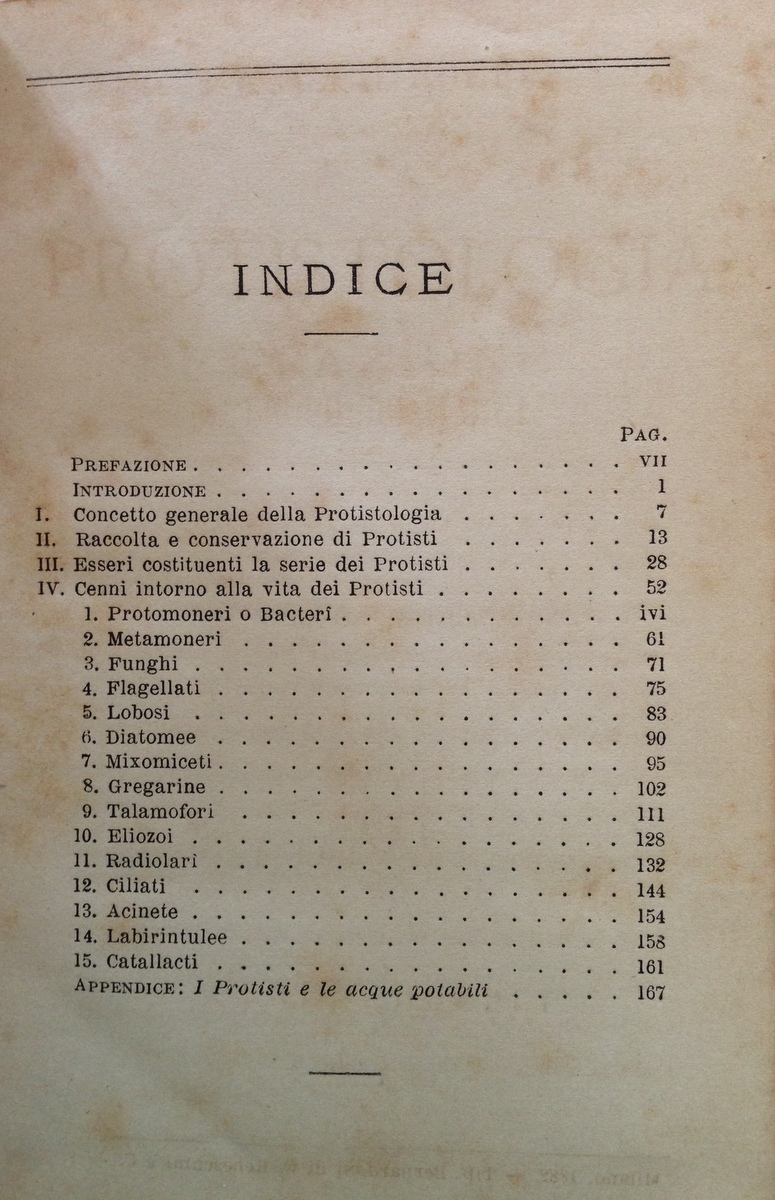 INDICE
PAG.
PREFAZIONE . . . . . . . . . . . . . . . . . . VII
INTRODUZIONE . . . . . . . . . . . . . . . . . 1
I. Concetto generale della Protistologia . . . . . . . 7
II. Raccolta e conservazione di Protisti . . . . . . . 13
III. Esseri costituenti la serie dei Protisti . . . . . . . 28
IV. Cenni intorno alla vita dei Protisti . . . . . . . . 52
1. Protomoneri o Bacterî . . . . . . . . . . . . ivi
2. Metamoneri . . . . . . . . . . . . . . . . 61
3. Funghi . . . . . . . . . . . . . . . . . . 71
4. Flagellati . . . . . . . . . . . . . . . . . 75
5. Lobosi . . . . . . . . . . . . . . . . . . 83
6. Diatomee . . . . . . . . . . . . . . . . . 90
7. Mixomiceti . . . . . . . . . . . . . . . . . 95
8. Gregarine . . . . . . . . . . . . . . . . . 102
9. Talamofori . . . . . . . . . . . . . . . . 111
10. Eliozoi . . . . . . . . . . . . . . . . . . 128
11. Radiolarî . . . . . . . . . . . . . . . . . 132
12. Ciliati . . . . . . . . . . . . . . . . . . 144
13. Acinete . . . . . . . . . . . . . . . . . . 154
14. Labirintulee . . . . . . . . . . . . . . . . 158
15. Catallacti . . . . . . . . . . . . . . . . . 161
APPENDICE: I Protisti e le acque potabili . . . . . 167